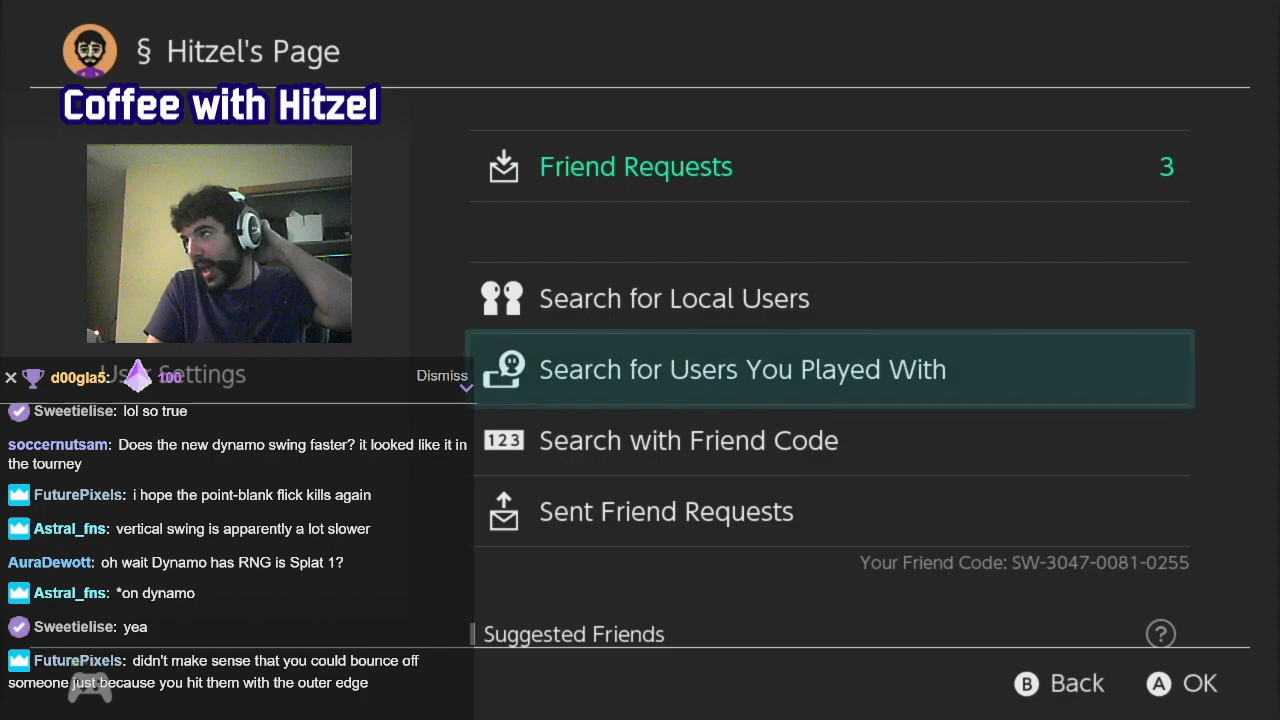 § Hitzel's Page
Coffee with Hitzel
Friend Requests 3
Search for Local Users
Search for Users You Played With
Search with Friend Code
Sent Friend Requests
Your Friend Code: SW-3047-0081-0255
Suggested Friends ?
B Back A OK
User Settings
d00gla5: 100 Dismiss
Sweetielise: lol so true
soccernutsam: Does the new dynamo swing faster? it looked like it in
the tourney
FuturePixels: i hope the point-blank flick kills again
Astral_fns: vertical swing is apparently a lot slower
AuraDewott: oh wait Dynamo has RNG is Splat 1?
Astral_fns: *on dynamo
Sweetielise: yea
FuturePixels: didn't make sense that you could bounce off
someone just because you hit them with the outer edge
123